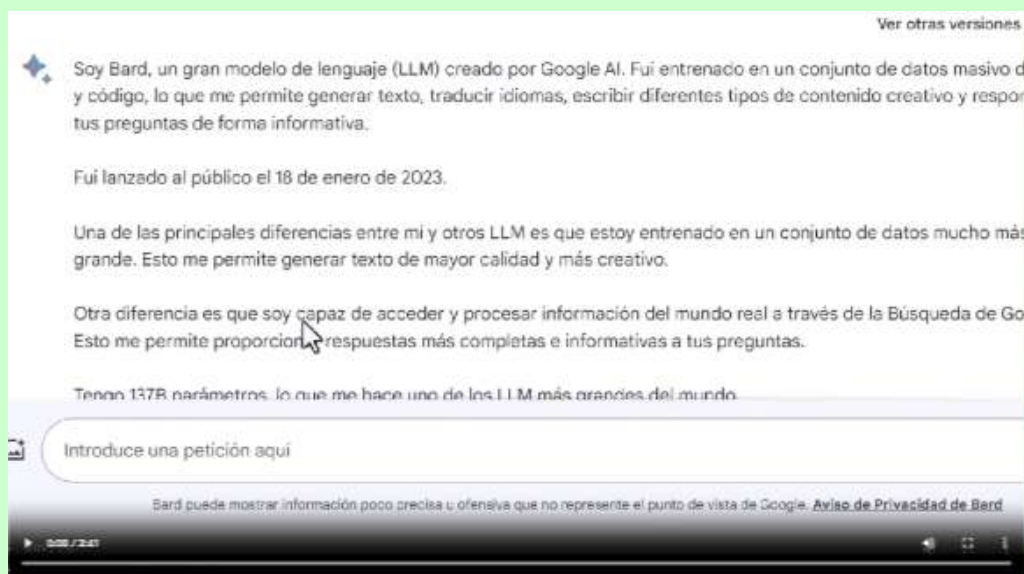 Ver otras versiones
Soy Bard, un gran modelo de lenguaje (LLM) creado por Google AI. Fui entrenado en un conjunto de datos masivo d
y código, lo que me permite generar texto, traducir idiomas, escribir diferentes tipos de contenido creativo y respon
tus preguntas de forma informativa.
Fui lanzado al público el 18 de enero de 2023.
Una de las principales diferencias entre mí y otros LLM es que estoy entrenado en un conjunto de datos mucho más
grande. Esto me permite generar texto de mayor calidad y más creativo.
Otra diferencia es que soy capaz de acceder y procesar información del mundo real a través de la Búsqueda de Go
Esto me permite proporcion respuestas más completas e informativas a tus preguntas.
Tengo 137B parámetros, lo que me hace uno de los LLM más grandes del mundo.
Introduce una petición aquí
Bard puede mostrar información poco precisa u ofensiva que no represente el punto de vista de Google. Aviso de Privacidad de Bard